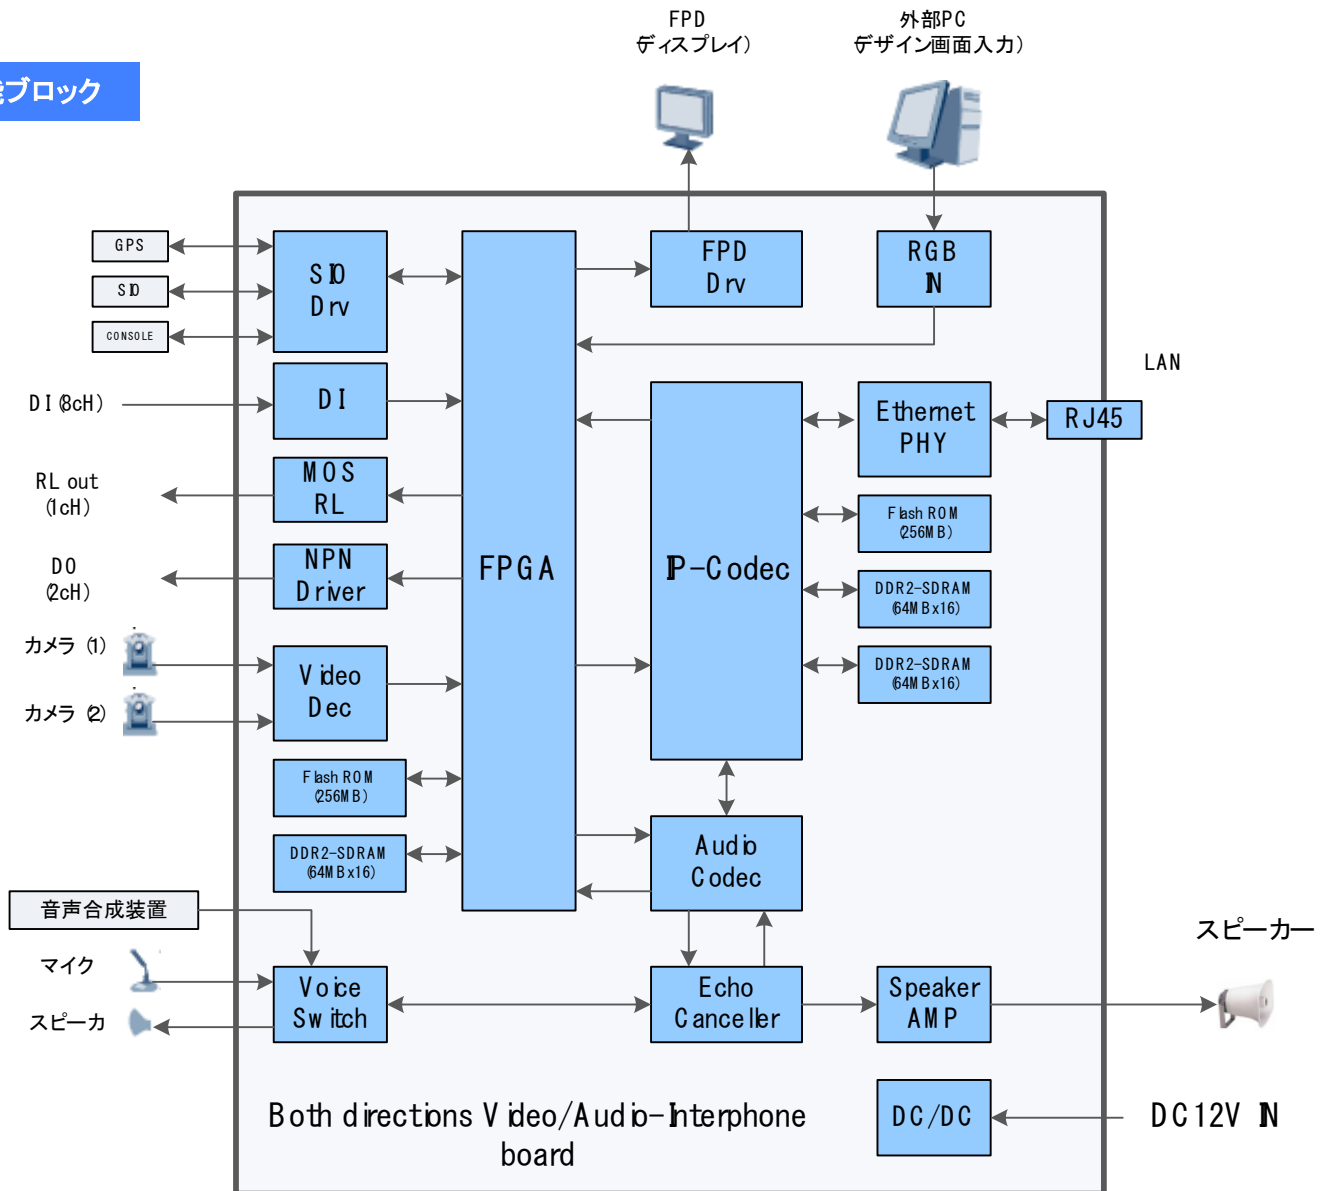 ブロック
FPD
(ディスプレイ)
外部PC
(デザイン画面入力)
GPS
SIO
CONSOLE
SIO
Drv
FPGA
FPD
Drv
RGB
IN
LAN
DI(8cH)
DI
IP-Codec
Ethernet
PHY
RJ45
RL out
(1cH)
MOS
RL
Flash ROM
(256MB)
DO
(2cH)
NPN
Driver
DDR2-SDRAM
(64MBx16)
カメラ (1)
カメラ (2)
Video
Dec
DDR2-SDRAM
(64MBx16)
Flash ROM
(256MB)
DDR2-SDRAM
(64MBx16)
Audio
Codec
音声合成装置
マイク
スピーカ
Voice
Switch
Echo
Canceller
Speaker
AMP
スピーカー
Both directions Video/Audio-Interphone
board
DC/DC
DC12V IN